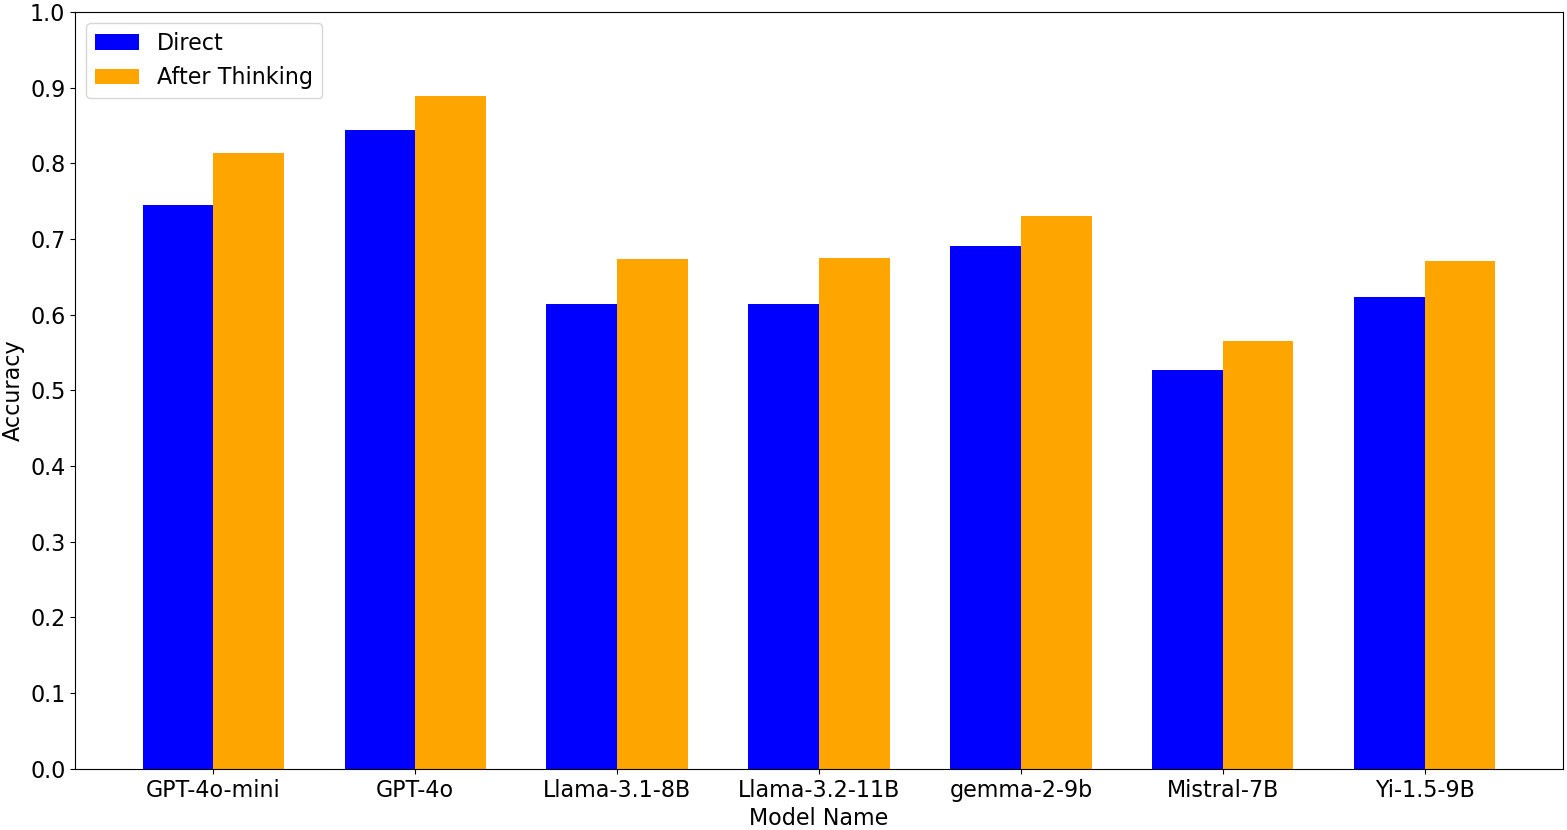 1.0
0.9
0.8
0.7
0.6
0.5
0.4
0.3
0.2
0.1
0.0
Accuracy
Direct
After Thinking
GPT-4o-mini GPT-4o Llama-3.1-8B Llama-3.2-11B gemma-2-9b Mistral-7B Yi-1.5-9B
Model Name